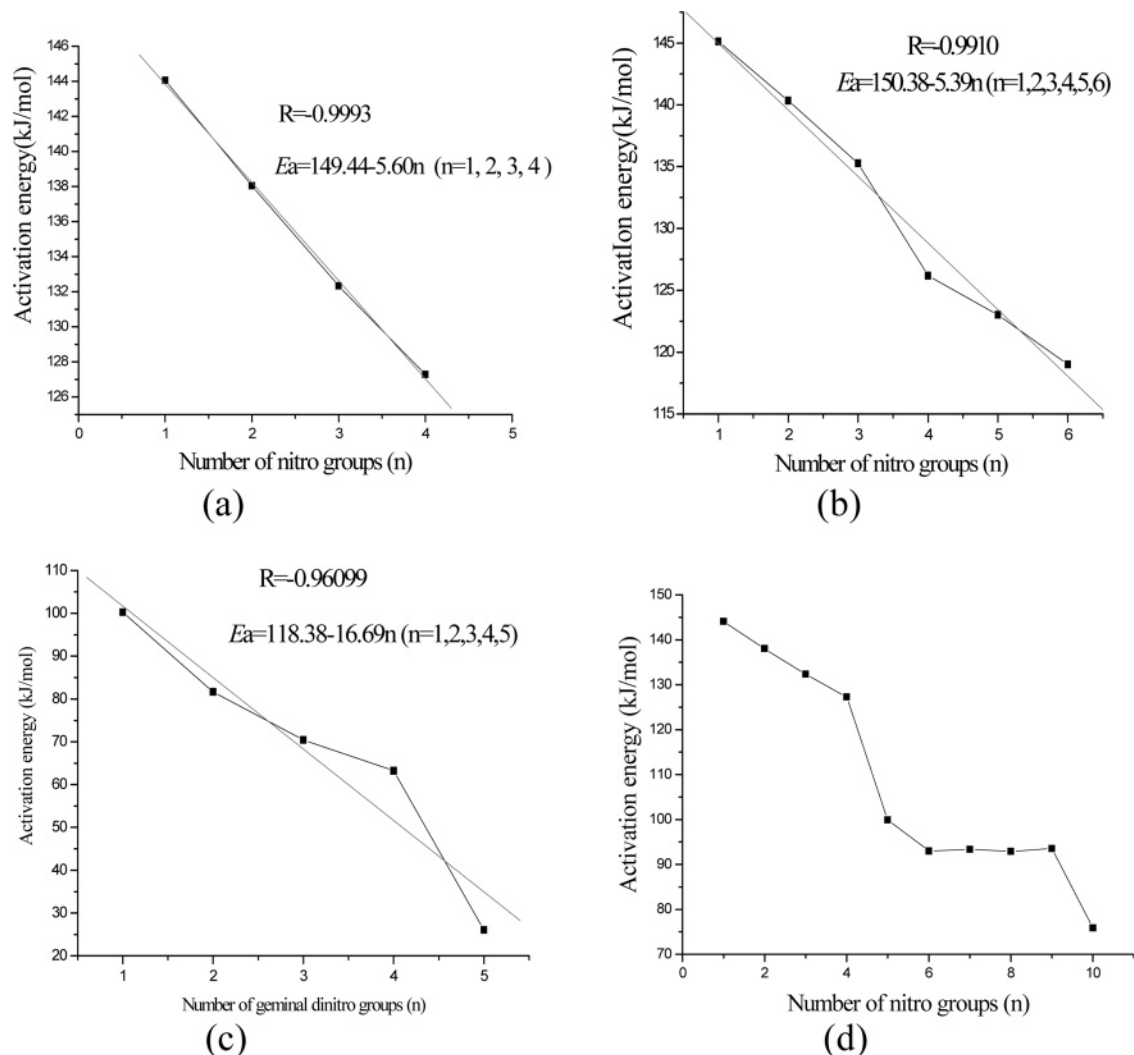 146
144
142
140
138
136
134
132
130
128
126
Activation energy(kJ/mol)
R=-0.9993
Ea=149.44-5.60n (n=1, 2, 3, 4 )
0 1 2 3 4 5
Number of nitro groups (n)
(a)
145
140
135
130
125
120
115
ActivatIon energy(kJ/mol)
R=-0.9910
Ea=150.38-5.39n (n=1,2,3,4,5,6)
1 2 3 4 5 6
Number of nitro groups (n)
(b)
110
100
90
80
70
60
50
40
30
20
Activation energy (kJ/mol)
R=-0.96099
Ea=118.38-16.69n (n=1,2,3,4,5)
1 2 3 4 5
Number of geminal dinitro groups (n)
(c)
150
140
130
120
110
100
90
80
70
Activation energy (kJ/mol)
0 2 4 6 8 10
Number of nitro groups (n)
(d)